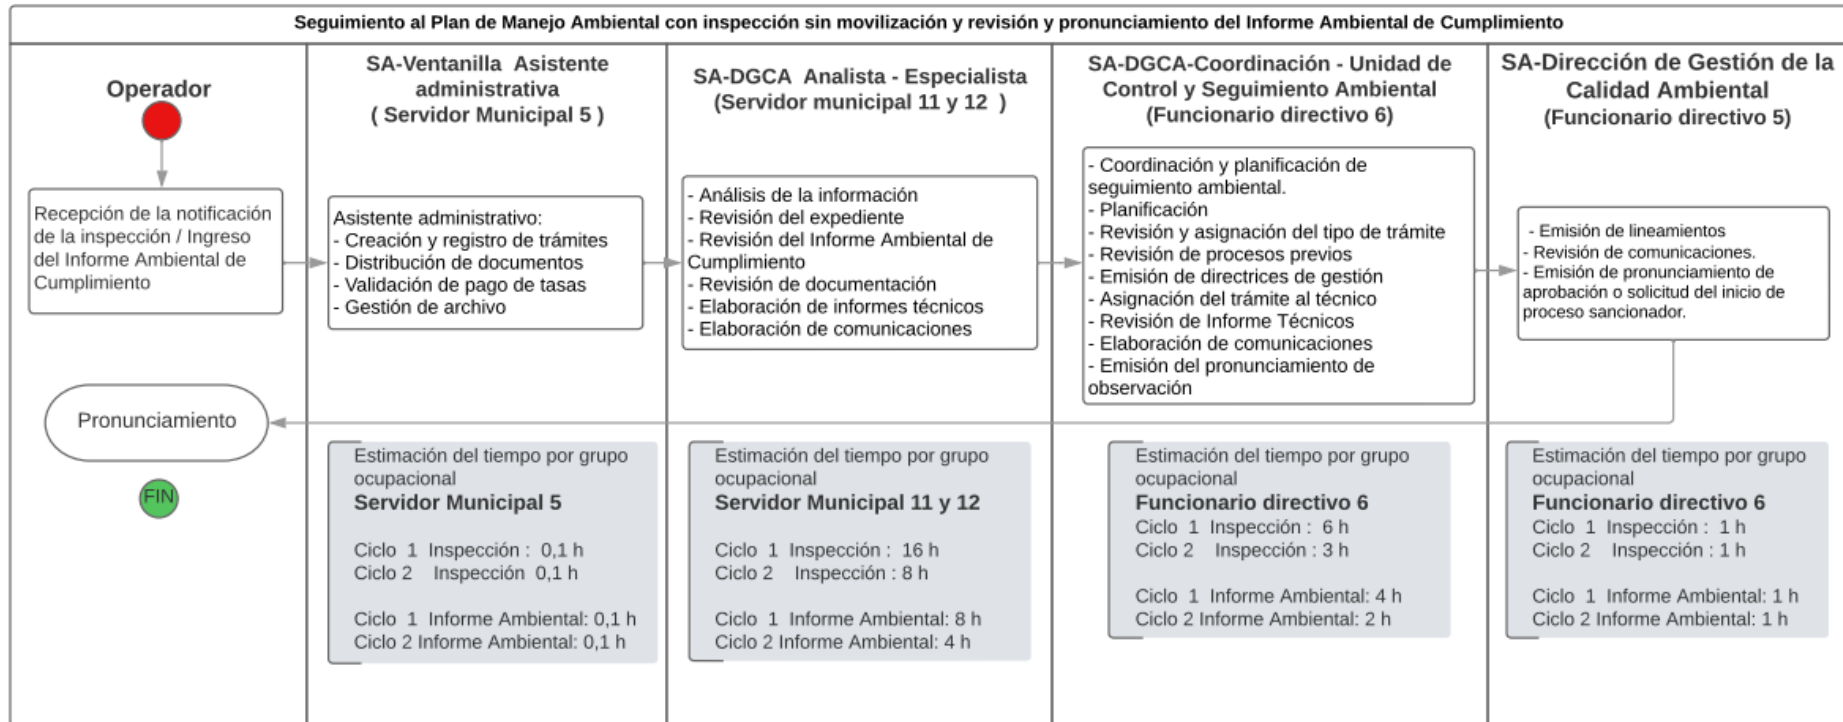 Seguimiento al Plan de Manejo Ambiental con inspección sin movilización y revisión y pronunciamiento del Informe Ambiental de Cumplimiento
Operador
Recepción de la notificación
de la inspección / Ingreso
del Informe Ambiental de
Cumplimiento
Pronunciamiento
FIN
SA-Ventanilla Asistente
administrativa
( Servidor Municipal 5 )
Asistente administrativo:
- Creación y registro de trámites
- Distribución de documentos
- Validación de pago de tasas
- Gestión de archivo
Estimación del tiempo por grupo
ocupacional
Servidor Municipal 5
Ciclo 1 Inspección : 0,1 h
Ciclo 2 Inspección 0,1 h
Ciclo 1 Informe Ambiental: 0,1 h
Ciclo 2 Informe Ambiental: 0,1 h
SA-DGCA Analista - Especialista
(Servidor municipal 11 y 12 )
- Análisis de la información
- Revisión del expediente
- Revisión del Informe Ambiental de
Cumplimiento
- Revisión de documentación
- Elaboración de informes técnicos
- Elaboración de comunicaciones
Estimación del tiempo por grupo
ocupacional
Servidor Municipal 11 y 12
Ciclo 1 Inspección : 16 h
Ciclo 2 Inspección : 8 h
Ciclo 1 Informe Ambiental: 8 h
Ciclo 2 Informe Ambiental: 4 h
SA-DGCA-Coordinación - Unidad de
Control y Seguimiento Ambiental
(Funcionario directivo 6)
- Coordinación y planificación de
seguimiento ambiental.
- Planificación
- Revisión y asignación del tipo de trámite
- Revisión de procesos previos
- Emisión de directrices de gestión
- Asignación del trámite al técnico
- Revisión de Informe Técnicos
- Elaboración de comunicaciones
- Emisión del pronunciamiento de
observación
Estimación del tiempo por grupo
ocupacional
Funcionario directivo 6
Ciclo 1 Inspección : 6 h
Ciclo 2 Inspección : 3 h
Ciclo 1 Informe Ambiental: 4 h
Ciclo 2 Informe Ambiental: 2 h
SA-Dirección de Gestión de la
Calidad Ambiental
(Funcionario directivo 5)
- Emisión de lineamientos
- Revisión de comunicaciones.
- Emisión de pronunciamiento de
aprobación o solicitud del inicio de
proceso sancionador.
Estimación del tiempo por grupo
ocupacional
Funcionario directivo 6
Ciclo 1 Inspección : 1 h
Ciclo 2 Inspección : 1 h
Ciclo 1 Informe Ambiental: 1 h
Ciclo 2 Informe Ambiental: 1 h